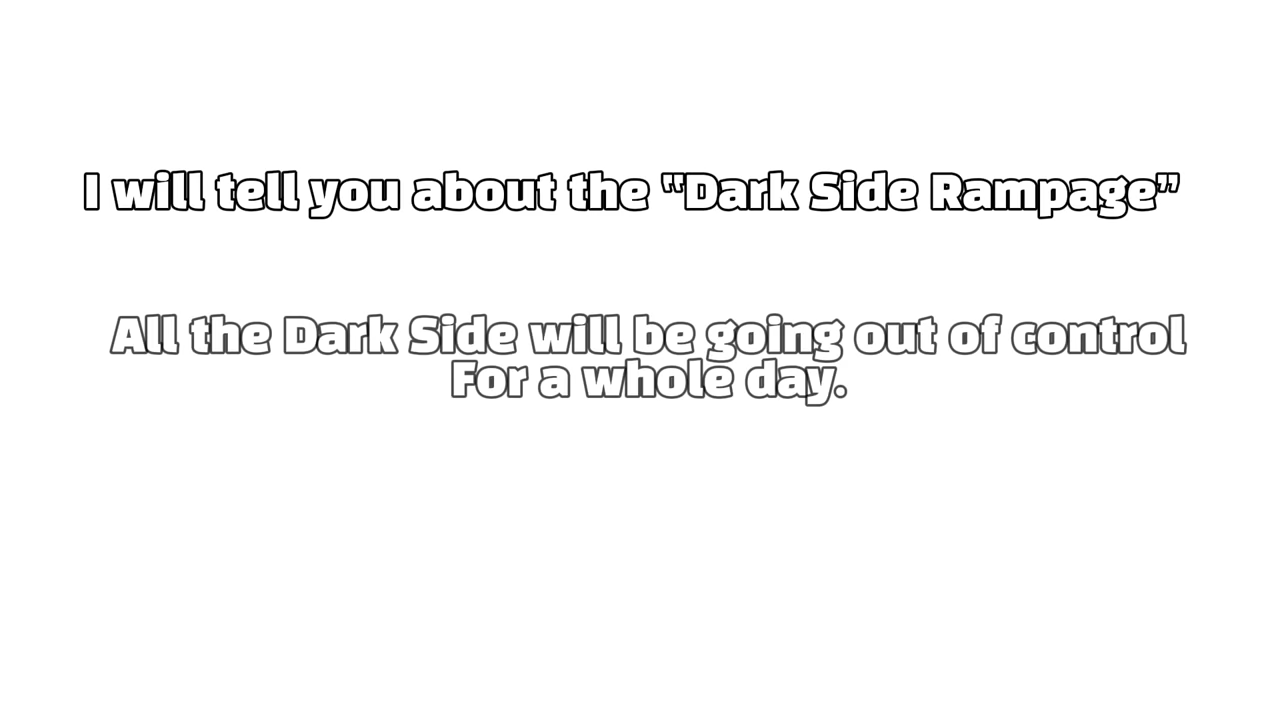 I will tell you about the "Dark Side Rampage"
All the Dark Side will be going out of control
For a whole day.